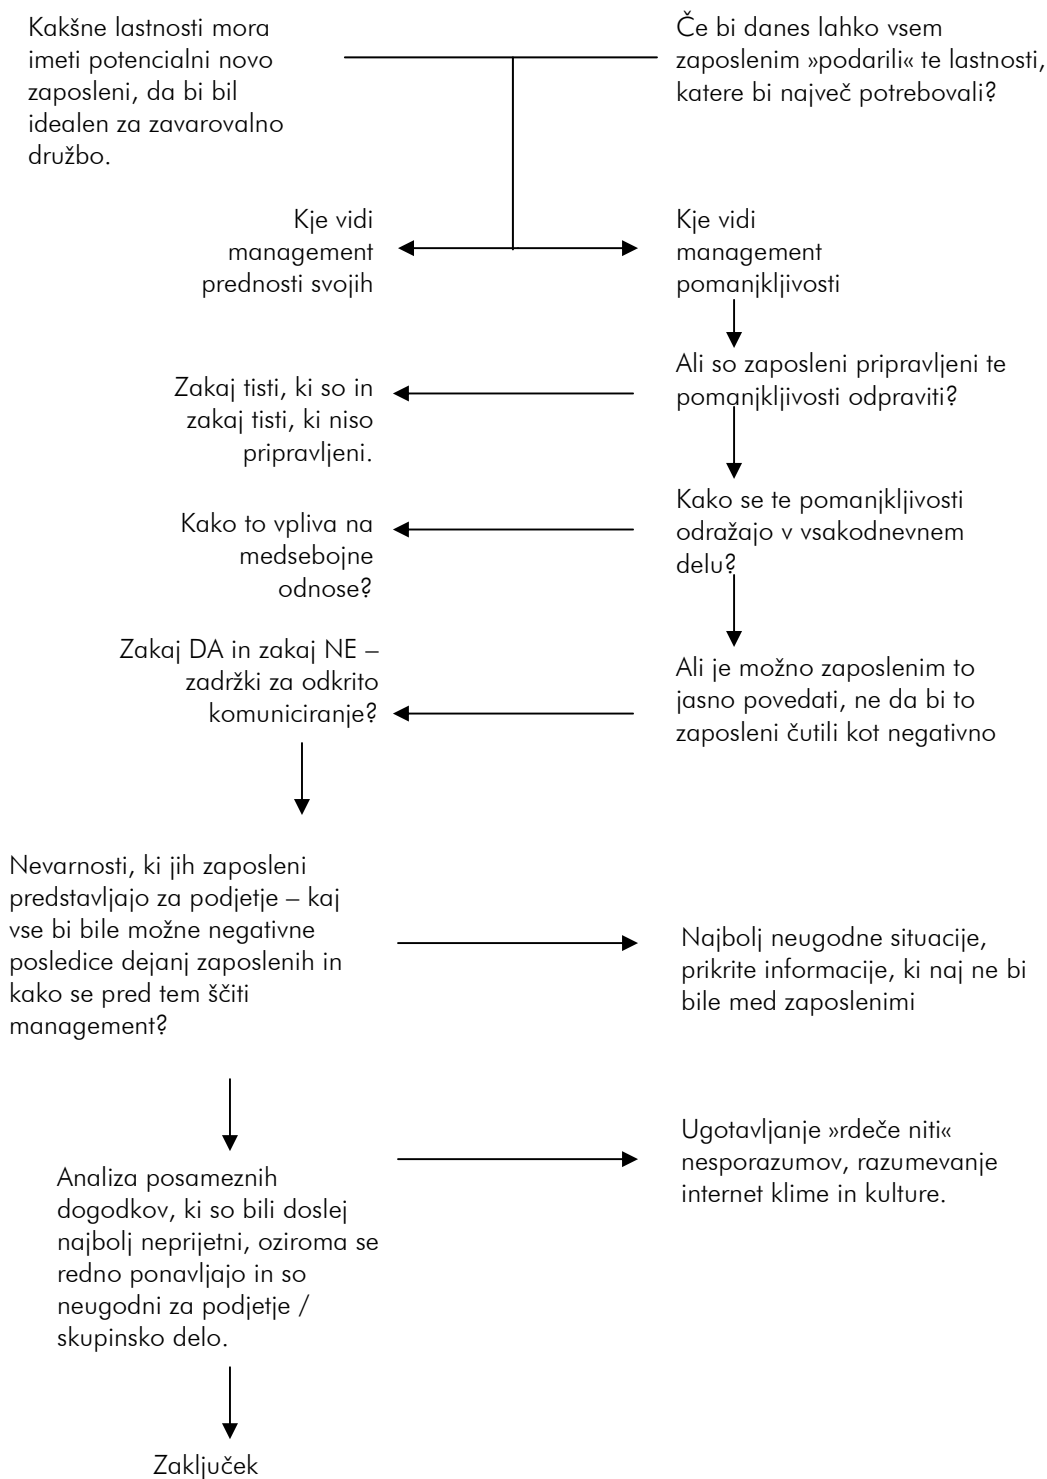 Kakšne lastnosti mora
imeti potencialni novo
zaposleni, da bi bil
idealen za zavarovalno
družbo.
Če bi danes lahko vsem
zaposlenim »podarili« te lastnosti,
katere bi največ potrebovali?
Kje vidi
management
prednosti svojih
Kje vidi
management
pomanjkljivosti
Ali so zaposleni pripravljeni te
pomanjkljivosti odpraviti?
Zakaj tisti, ki so in
zakaj tisti, ki niso
pripravljeni.
Kako se te pomanjkljivosti
odražajo v vsakodnevnem
delu?
Kako to vpliva na
medsebojne
odnose?
Ali je možno zaposlenim to
jasno povedati, ne da bi to
zaposleni čutili kot negativno
Zakaj DA in zakaj NE –
zadržki za odkrito
komuniciranje?
Nevarnosti, ki jih zaposleni
predstavljajo za podjetje – kaj
vse bi bile možne negativne
posledice dejanj zaposlenih in
kako se pred tem ščiti
management?
Najbolj neugodne situacije,
prikrite informacije, ki naj ne bi
bile med zaposlenimi
Analiza posameznih
dogodkov, ki so bili doslej
najbolj neprijetni, oziroma se
redno ponavljajo in so
neugodni za podjetje /
skupinsko delo.
Ugotavljanje »rdeče niti«
nesporazumov, razumevanje
internet klime in kulture.
Zaključek